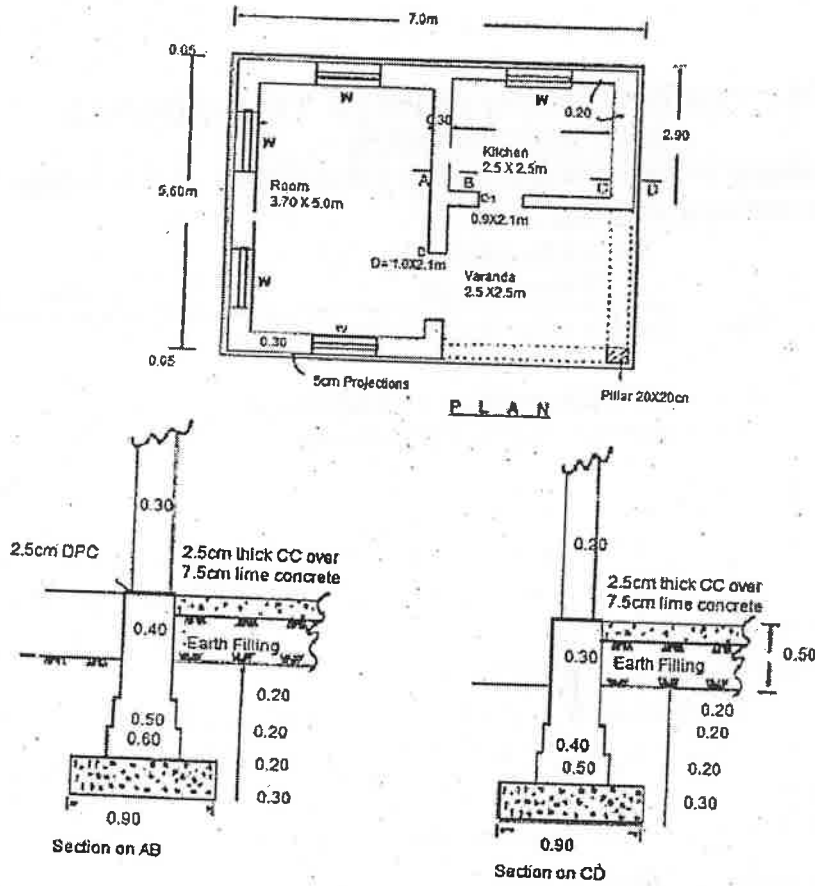 7.0m
0.05
W
W
0.30
0.20
2.90
W
Kitchen
2.5 X 2.5m
5.60m
Room
3.70 X 5.0m
A
B
C
D
0.9X2.1m
D
D=1.0X2.1m
Varanda
2.5X2.5m
W
W
0.30
0.05
5cm Projections
Pillar 20X20cm
PLAN
0.30
2.5cm DPC
2.5cm thick CC over
7.5cm lime concrete
0.40
Earth Filling
0.20
0.50
0.20
0.60
0.20
0.30
0.90
Section on AB
0.20
2.5cm thick CC over
7.5cm lime concrete
0.30
Earth Filling
0.50
0.20
0.20
0.40
0.20
0.50
0.30
0.90
Section on CD